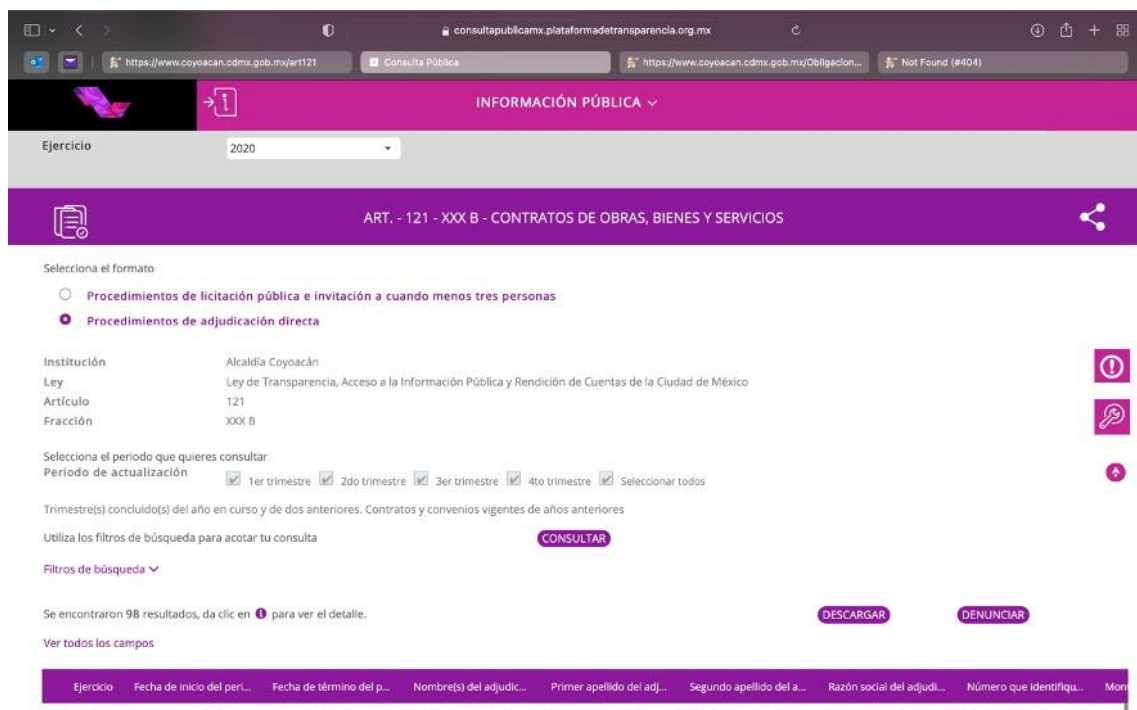 consultapublicamx.plataformadetransparencia.org.mx
https://www.coyoacan.cdmx.gob.mx/art121 Consulta Pública https://www.coyoacan.cdmx.gob.mx/Obligacion... Not Found (#404)
INFORMACIÓN PÚBLICA
Ejercicio 2020
ART. - 121 - XXX B - CONTRATOS DE OBRAS, BIENES Y SERVICIOS
Selecciona el formato
Procedimientos de licitación pública e invitación a cuando menos tres personas
Procedimientos de adjudicación directa
Institución Alcaldía Coyoacán
Ley Ley de Transparencia, Acceso a la Información Pública y Rendición de Cuentas de la Ciudad de México
Artículo 121
Fracción XXX B
Selecciona el periodo que quieres consultar
Periodo de actualización 1er trimestre 2do trimestre 3er trimestre 4to trimestre Seleccionar todos
Trimestre(s) concluido(s) del año en curso y de dos anteriores. Contratos y convenios vigentes de años anteriores
Utiliza los filtros de búsqueda para acotar tu consulta CONSULTAR
Filtros de búsqueda
Se encontraron 98 resultados, da clic en i para ver el detalle. DESCARGAR DENUNCIAR
Ver todos los campos
Ejercicio Fecha de inicio del peri... Fecha de término del p... Nombre(s) del adjudic... Primer apellido del adj... Segundo apellido del a... Razón social del adjudi... Número que identifiqu... Mon